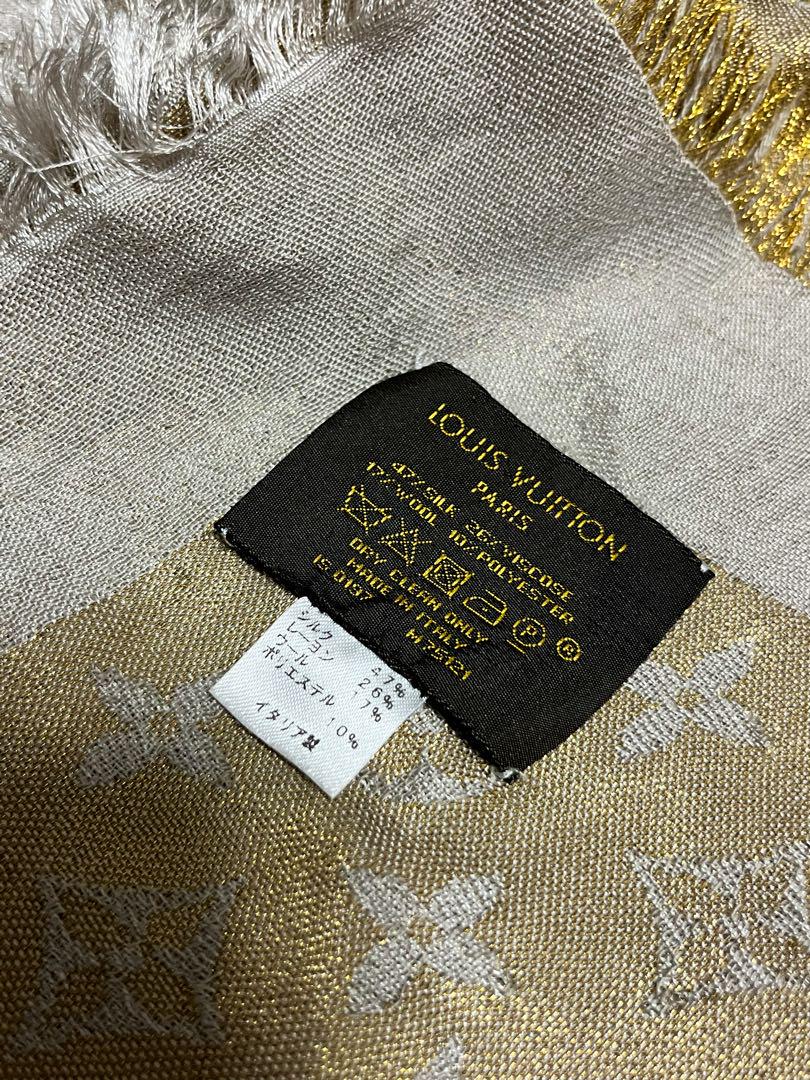 LOUIS VUITTON
PARIS
47%SILK 26%VISCOSE
17%WOOL 10%POLYESTER
P ®
DRY CLEAN ONLY
MADE IN ITALY
IS.0197 M75121
シルク 47%
レーヨン 26%
ウール 17%
ポリエステル 10%
イタリア製